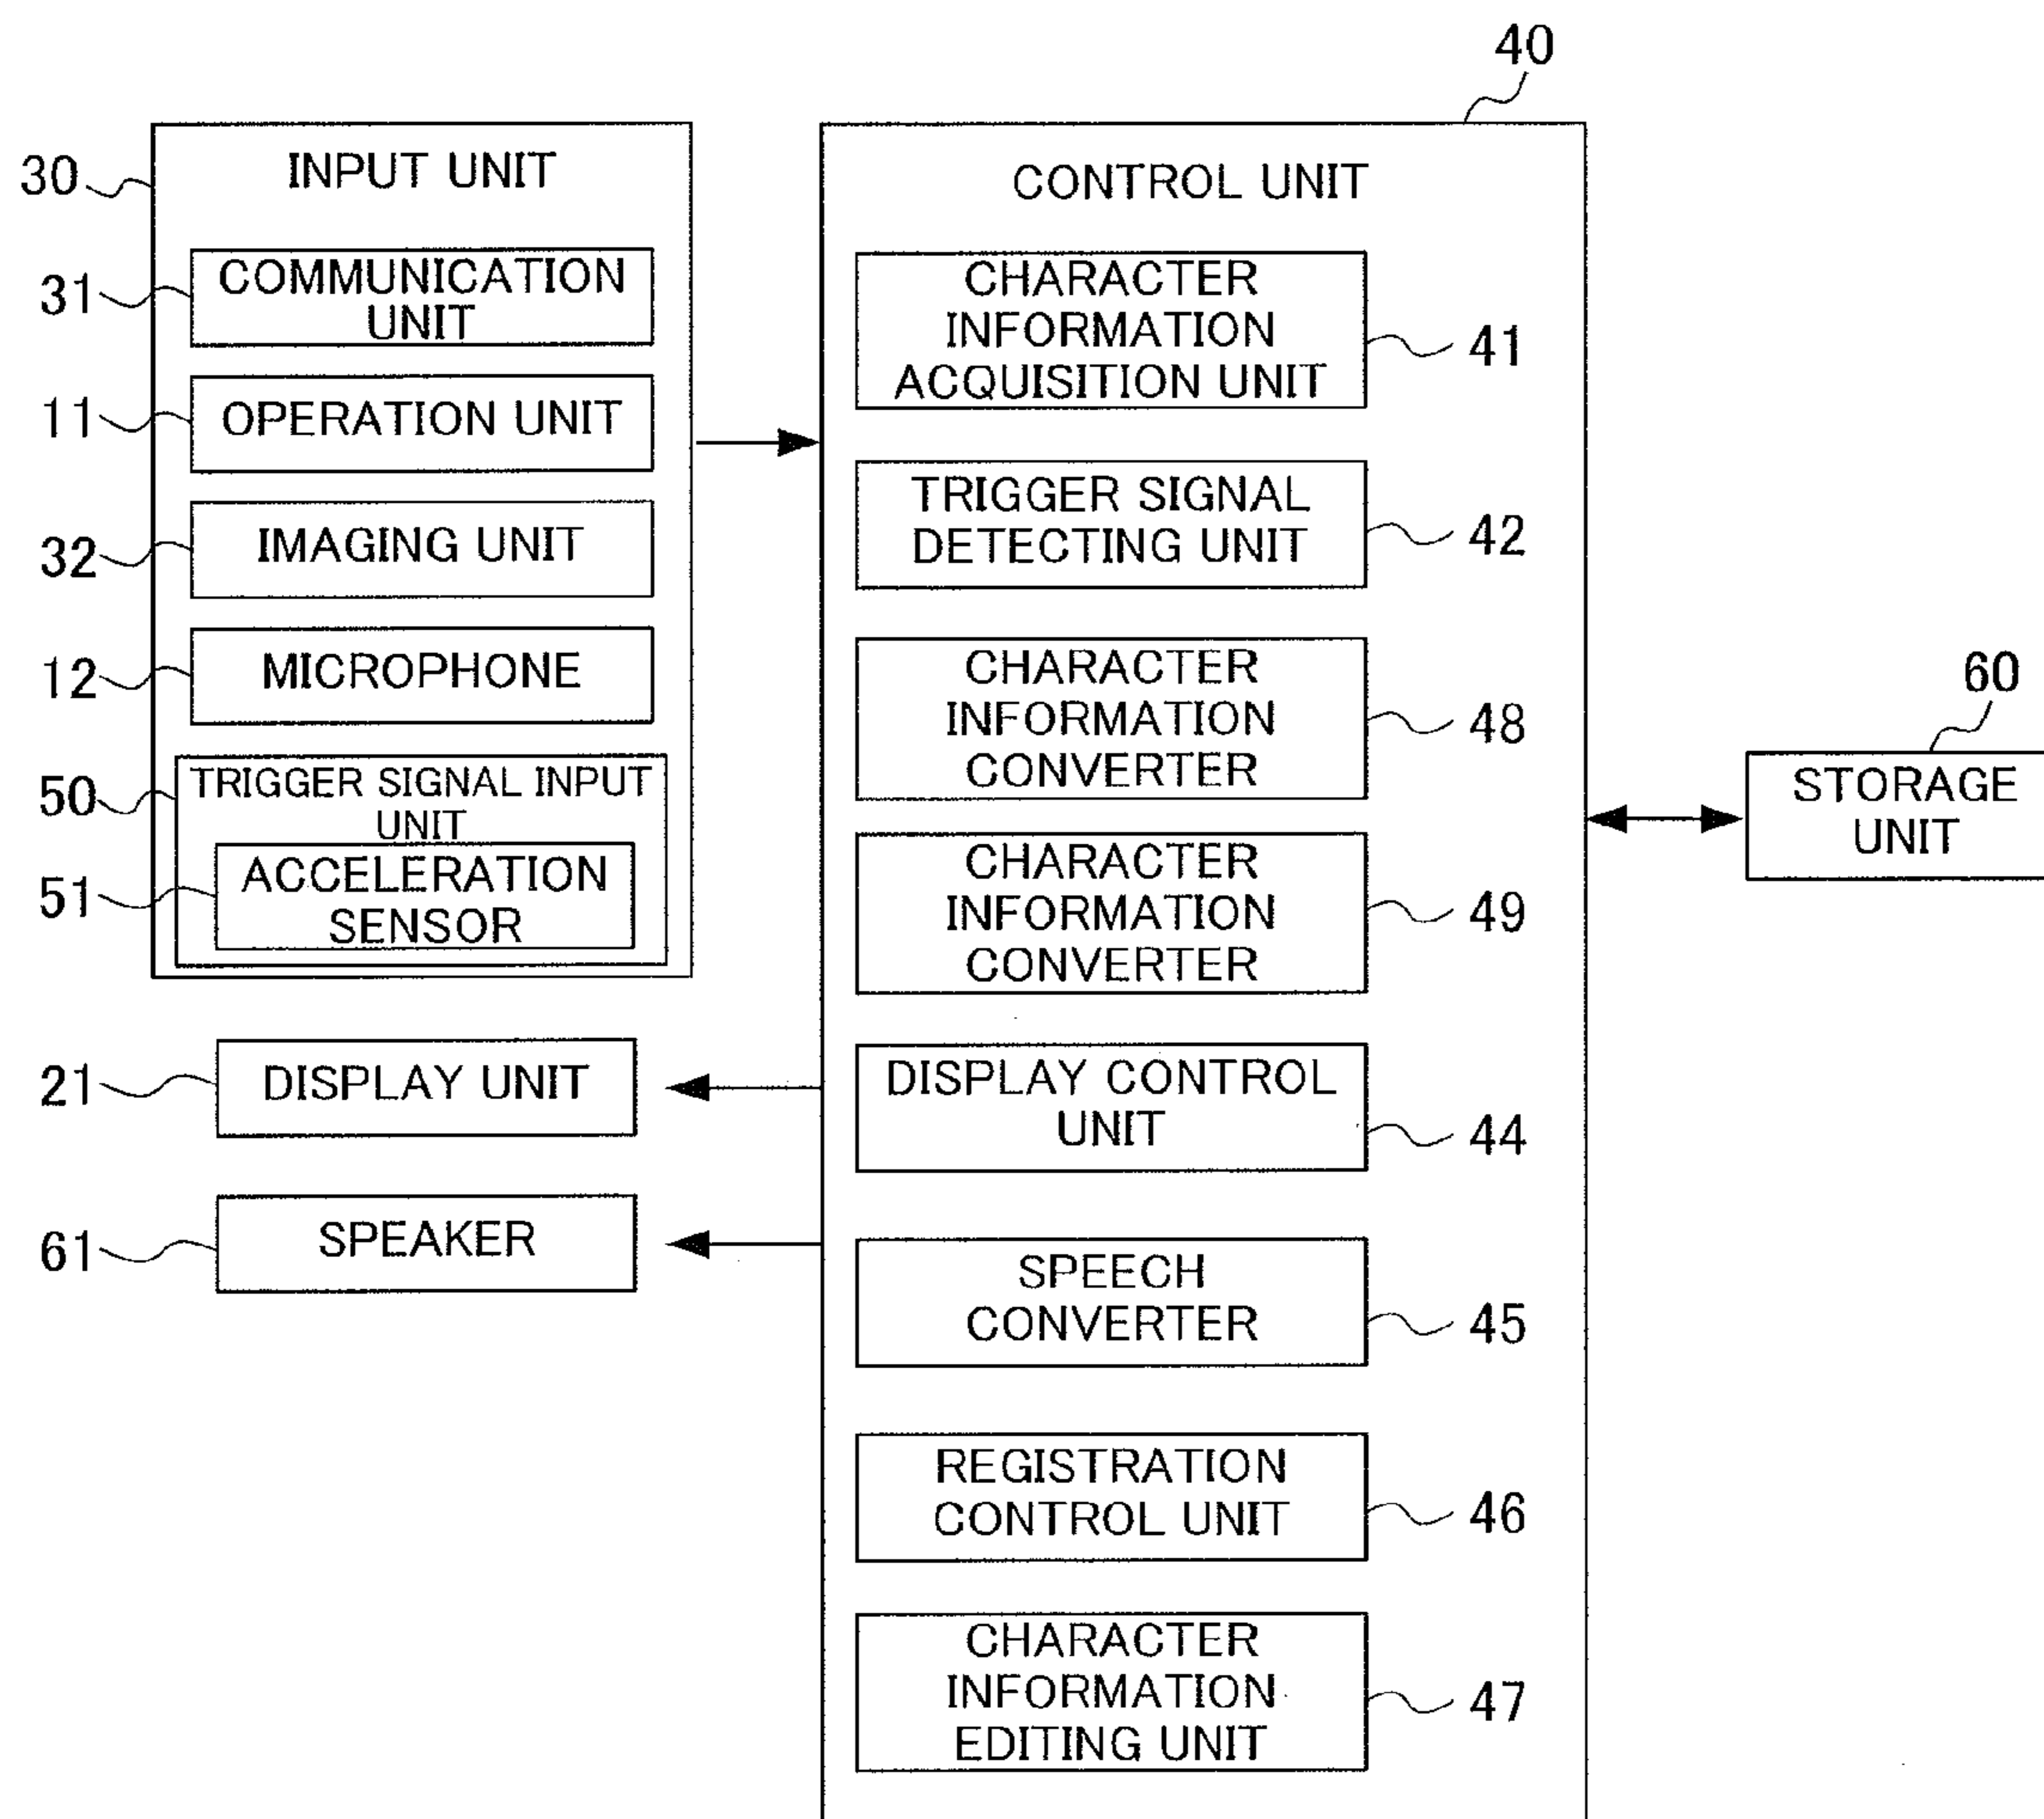 40
30
INPUT UNIT
31
COMMUNICATION
UNIT
11
OPERATION UNIT
32
IMAGING UNIT
12
MICROPHONE
50
TRIGGER SIGNAL INPUT
UNIT
51
ACCELERATION
SENSOR
21
DISPLAY UNIT
61
SPEAKER
CONTROL UNIT
CHARACTER
INFORMATION
ACQUISITION UNIT
41
TRIGGER SIGNAL
DETECTING UNIT
42
CHARACTER
INFORMATION
CONVERTER
48
CHARACTER
INFORMATION
CONVERTER
49
DISPLAY CONTROL
UNIT
44
SPEECH
CONVERTER
45
REGISTRATION
CONTROL UNIT
46
CHARACTER
INFORMATION
EDITING UNIT
47
60
STORAGE
UNIT